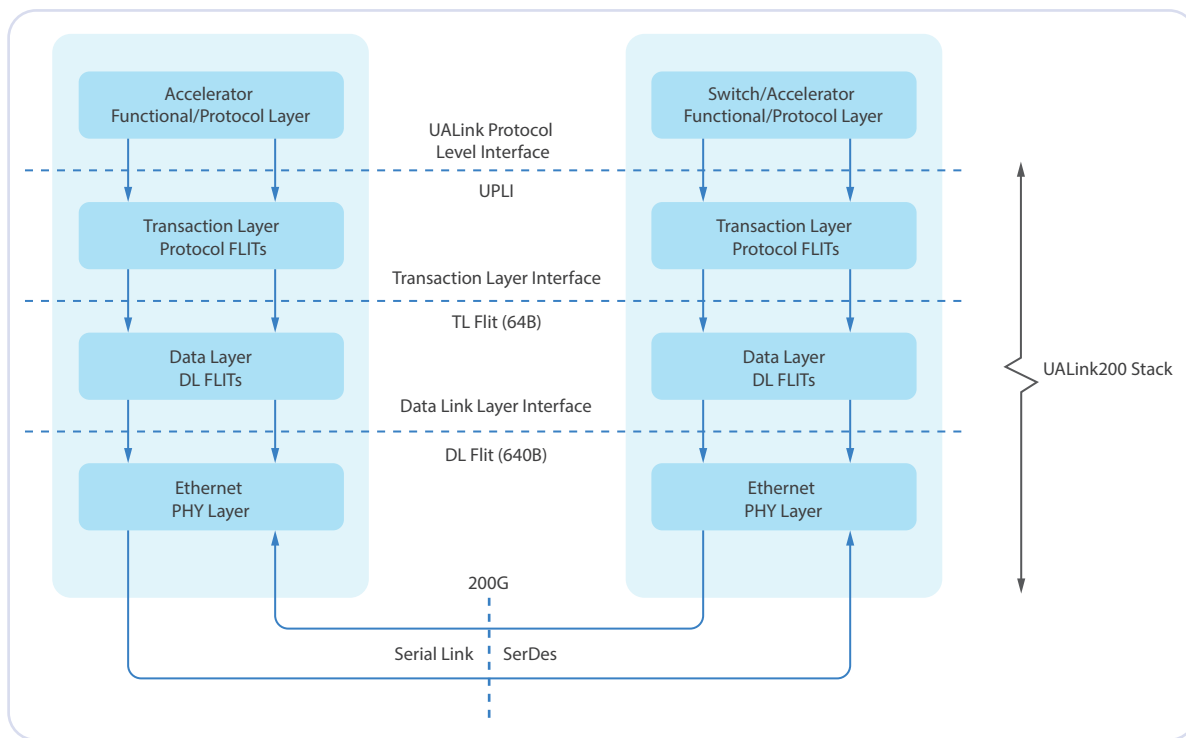 Accelerator
Functional/Protocol Layer
Switch/Accelerator
Functional/Protocol Layer
UALink Protocol
Level Interface
UPLI
Transaction Layer
Protocol FLITs
Transaction Layer
Protocol FLITs
Transaction Layer Interface
TL Flit (64B)
Data Layer
DL FLITs
Data Layer
DL FLITs
UALink200 Stack
Data Link Layer Interface
DL Flit (640B)
Ethernet
PHY Layer
Ethernet
PHY Layer
200G
Serial Link
SerDes